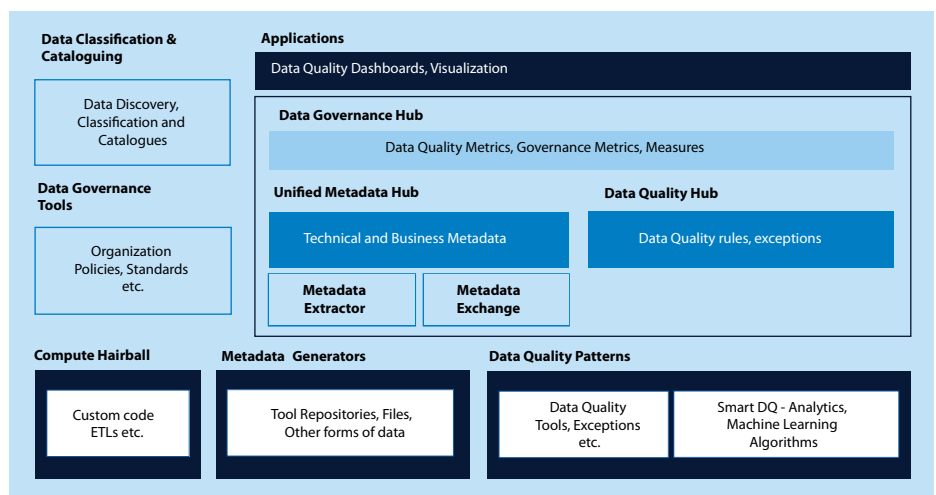 Data Classification &
Cataloguing
Data Discovery,
Classification and
Catalogues
Data Governance
Tools
Organization
Policies, Standards
etc.
Applications
Data Quality Dashboards, Visualization
Data Governance Hub
Data Quality Metrics, Governance Metrics, Measures
Unified Metadata Hub
Technical and Business Metadata
Metadata
Extractor
Metadata
Exchange
Data Quality Hub
Data Quality rules, exceptions
Compute Hairball
Custom code
ETLs etc.
Metadata Generators
Tool Repositories, Files,
Other forms of data
Data Quality Patterns
Data Quality
Tools, Exceptions
etc.
Smart DQ - Analytics,
Machine Learning
Algorithms